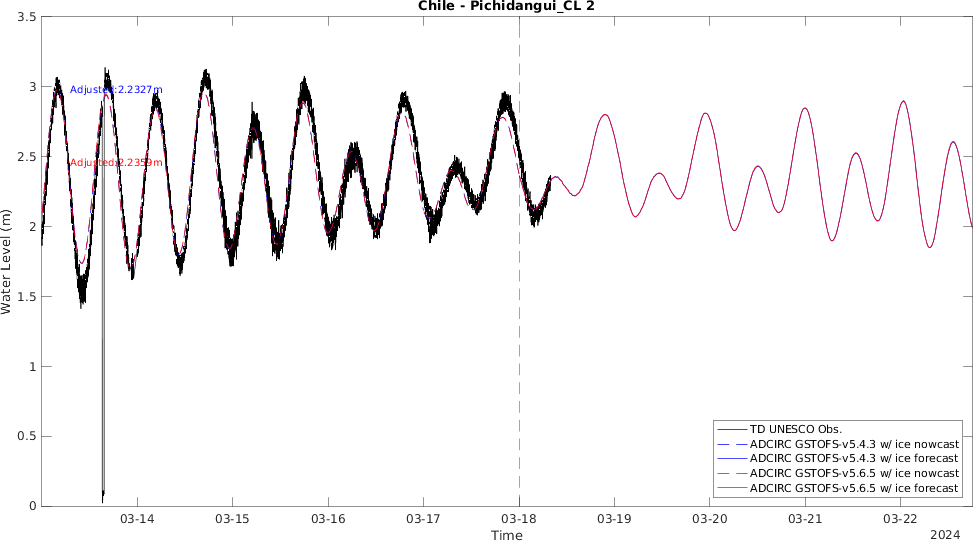 Chile - Pichidangui_CL 2
3.5
3
2.5
2
1.5
1
0.5
0
Water Level (m)
Adjusted:2.2327m
Adjusted:2.2359m
03-14
03-15
03-16
03-17
03-18
03-19
03-20
03-21
03-22
Time
2024
TD UNESCO Obs.
ADCIRC GSTOFS-v5.4.3 w/ ice nowcast
ADCIRC GSTOFS-v5.4.3 w/ ice forecast
ADCIRC GSTOFS-v5.6.5 w/ ice nowcast
ADCIRC GSTOFS-v5.6.5 w/ ice forecast